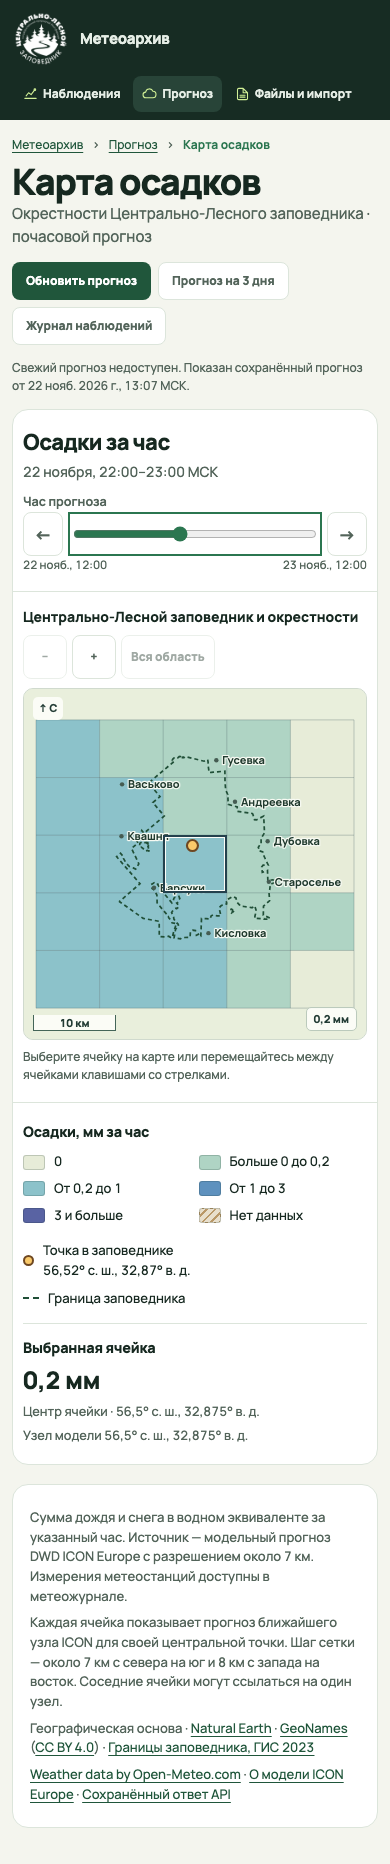 ЦЕНТРАЛЬНО-ЛЕСНОЙ
ЗАПОВЕДНИК
Метеоархив
Наблюдения
Прогноз
Файлы и импорт
Метеоархив › Прогноз › Карта осадков
Карта осадков
Окрестности Центрально-Лесного заповедника ·
почасовой прогноз
Обновить прогноз
Прогноз на 3 дня
Журнал наблюдений
Свежий прогноз недоступен. Показан сохранённый прогноз
от 22 нояб. 2026 г., 13:07 МСК.
Осадки за час
22 ноября, 22:00–23:00 МСК
Час прогноза
←
→
22 нояб., 12:00
23 нояб., 12:00
Центрально-Лесной заповедник и окрестности
−
+
Вся область
↑ С
Гусевка
Васьково
Андреевка
Квашня
Дубовка
Староселье
Барсуки
Кисловка
10 км
0,2 мм
Выберите ячейку на карте или перемещайтесь между
ячейками клавишами со стрелками.
Осадки, мм за час
0
Больше 0 до 0,2
От 0,2 до 1
От 1 до 3
3 и больше
Нет данных
Точка в заповеднике
56,52° с. ш., 32,87° в. д.
Граница заповедника
Выбранная ячейка
0,2 мм
Центр ячейки · 56,5° с. ш., 32,875° в. д.
Узел модели 56,5° с. ш., 32,875° в. д.
Сумма дождя и снега в водном эквиваленте за
указанный час. Источник — модельный прогноз
DWD ICON Europe с разрешением около 7 км.
Измерения метеостанций доступны в
метеожурнале.
Каждая ячейка показывает прогноз ближайшего
узла ICON для своей центральной точки. Шаг сетки
— около 7 км с севера на юг и 8 км с запада на
восток. Соседние ячейки могут ссылаться на один
узел.
Географическая основа · Natural Earth · GeoNames
(CC BY 4.0) · Границы заповедника, ГИС 2023
Weather data by Open-Meteo.com · О модели ICON
Europe · Сохранённый ответ API